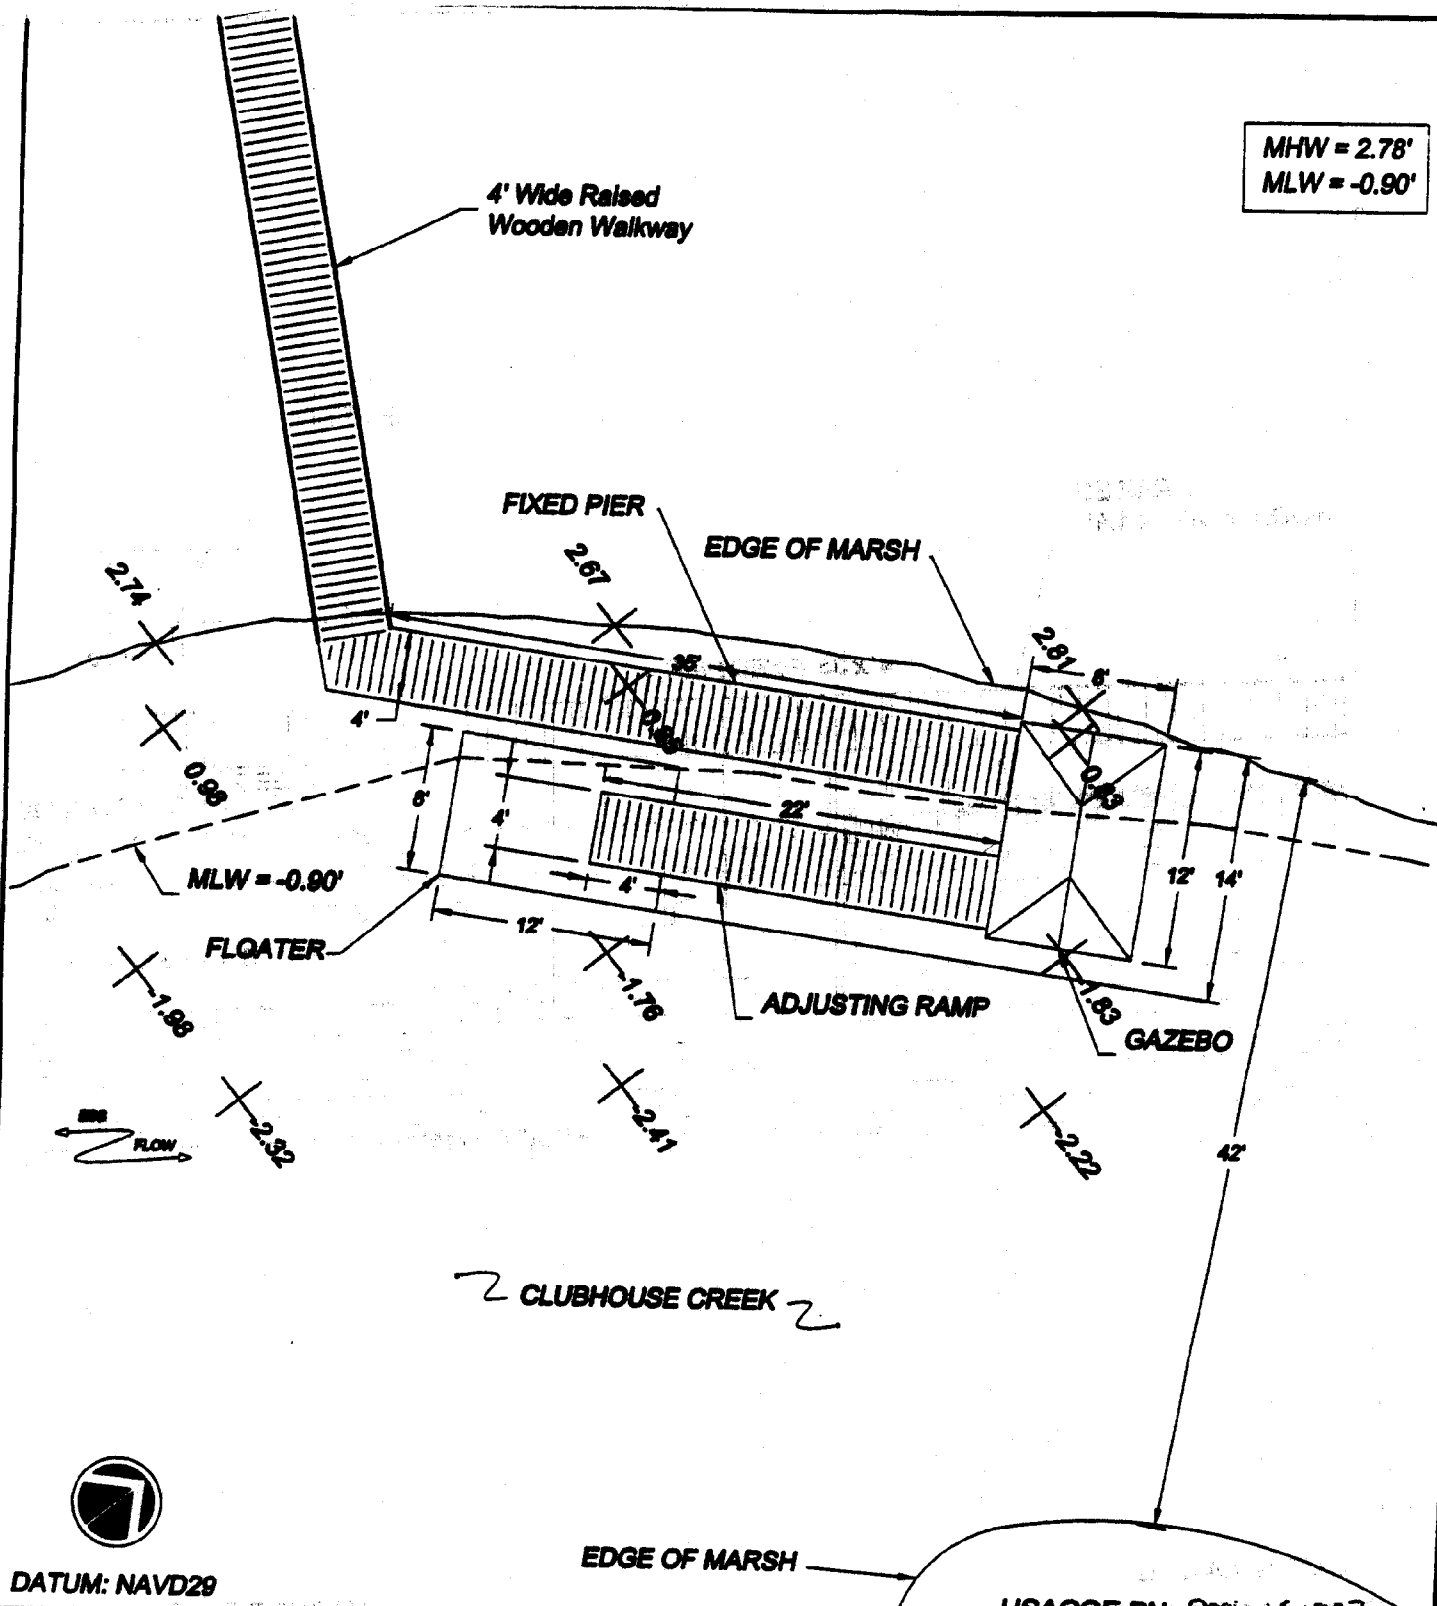 MHW = 2.78'
MLW = -0.90'
4' Wide Raised
Wooden Walkway
FIXED PIER
EDGE OF MARSH
2.74
2.67
2.81
8'
35'
4'
0.98
0.83
6'
4'
22'
12'
14'
MLW = -0.90'
4'
12'
FLOATER
-1.98
-1.76
ADJUSTING RAMP
-1.83
GAZEBO
FLOW
-2.32
-2.41
-2.22
42'
CLUBHOUSE CREEK
EDGE OF MARSH
DATUM: NAVD29